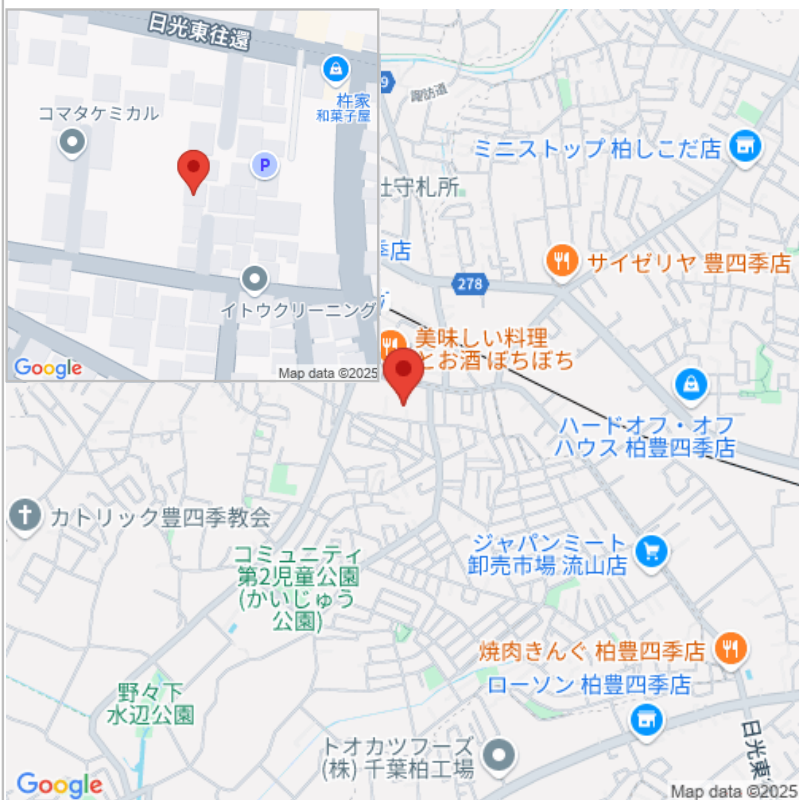 日光東往還
杵家
和菓子屋
コマタケミカル
P
イトウクリーニング
Google
Map data ©2025
9
諏訪道
ミニストップ 柏しこだ店
社守札所
季店
サイゼリヤ 豊四季店
278
美味しい料理
とお酒 ぼちぼち
ハードオフ・オフ
ハウス 柏豊四季店
カトリック豊四季教会
コミュニティ
第2児童公園
(かいじゅう
公園)
ジャパンミート
卸売市場 流山店
焼肉きんぐ 柏豊四季店
ローソン 柏豊四季店
野々下
水辺公園
トオカツフーズ
(株) 千葉柏工場
日光東
Google
Map data ©2025